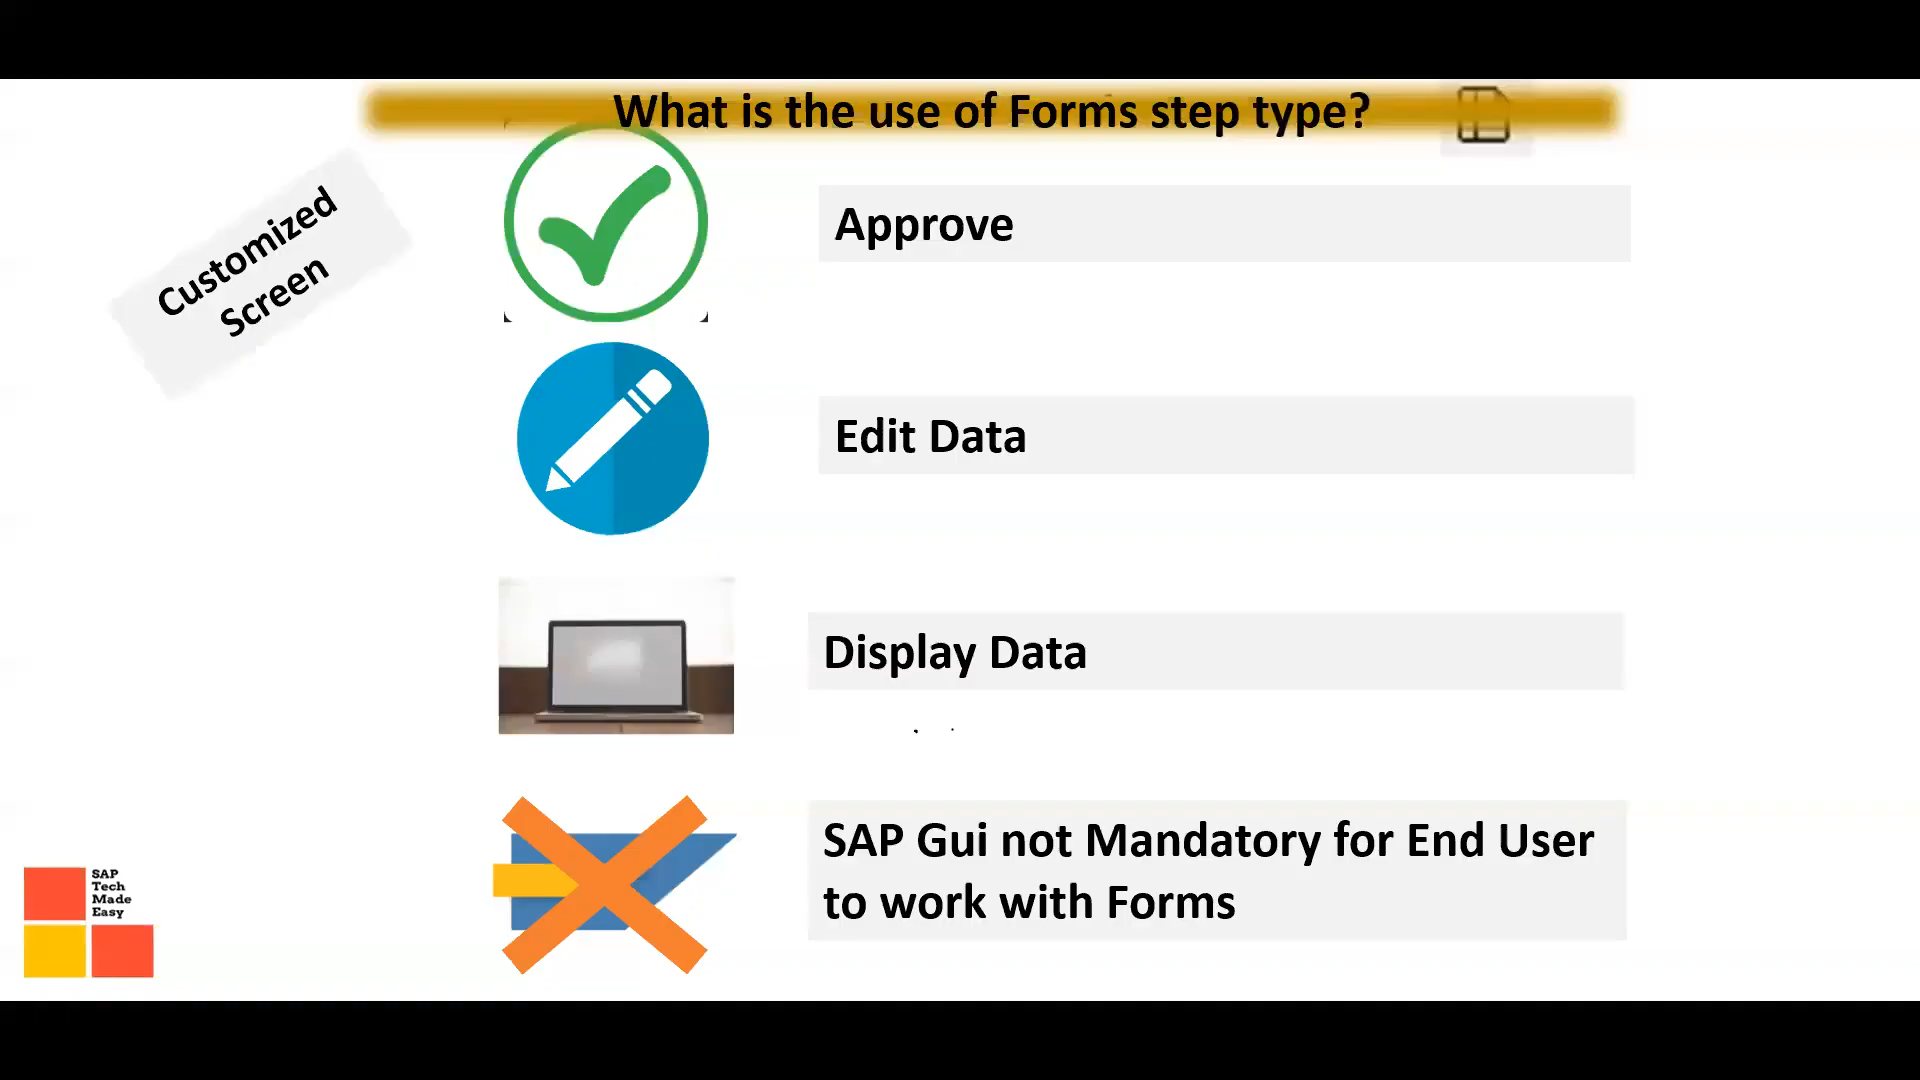 What is the use of Forms step type?
Customized
Screen
Approve
Edit Data
Display Data
SAP Gui not Mandatory for End User
to work with Forms
SAP
Tech
Made
Easy